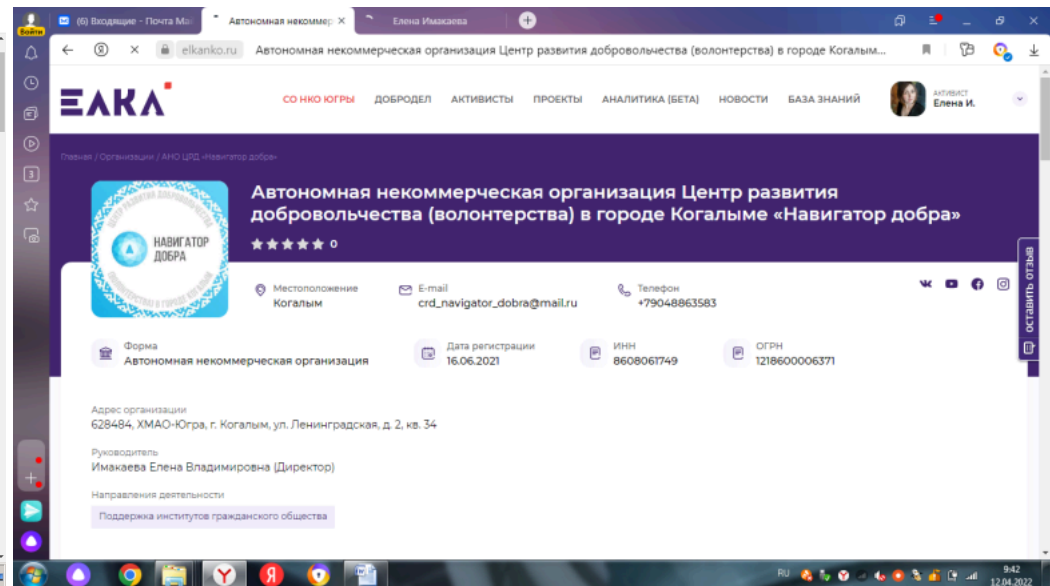 Войти
(6) Входящие - Почта Mai
Автономная некоммер
Елена Имакаева
elkanko.ru
Автономная некоммерческая организация Центр развития добровольчества (волонтерства) в городе Когалым...
ЕЛКА
СО НКО ЮГРЫ
ДОБРОДЕЛ
АКТИВИСТЫ
ПРОЕКТЫ
АНАЛИТИКА (БЕТА)
НОВОСТИ
БАЗА ЗНАНИЙ
АКТИВИСТ
Елена И.
Главная / Организации / АНО ЦРД «Навигатор добра»
НАВИГАТОР
ДОБРА
Автономная некоммерческая организация Центр развития
добровольчества (волонтерства) в городе Когалыме «Навигатор добра»
0
Местоположение
Когалым
E-mail
crd_navigator_dobra@mail.ru
Телефон
+79048863583
Форма
Автономная некоммерческая организация
Дата регистрации
16.06.2021
ИНН
8608061749
ОГРН
1218600006371
оставить отзыв
Адрес организации
628484, ХМАО-Югра, г. Когалым, ул. Ленинградская, д. 2, кв. 34
Руководитель
Имакаева Елена Владимировна (Директор)
Направления деятельности
Поддержка институтов гражданского общества
3
RU
9:42
12.04.2022